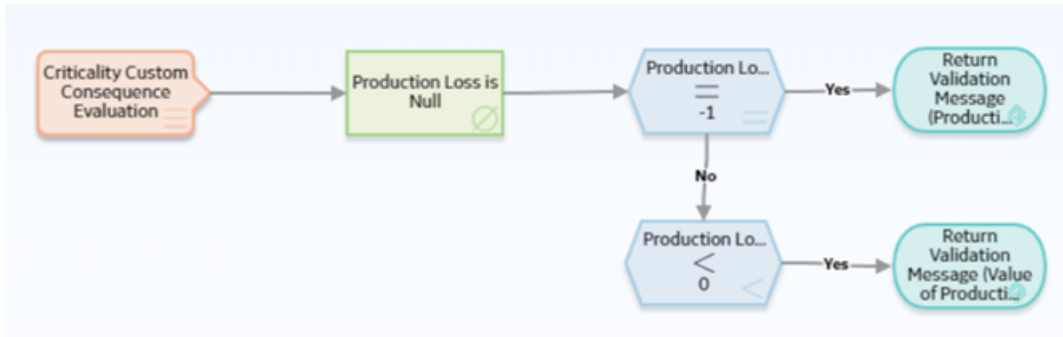 Criticality Custom
Consequence
Evaluation
Production Loss is
Null
Production Lo...
=
-1
Yes
Return
Validation
Message
(Producti...
No
Production Lo...
<
0
Yes
Return
Validation
Message (Value
of Producti...